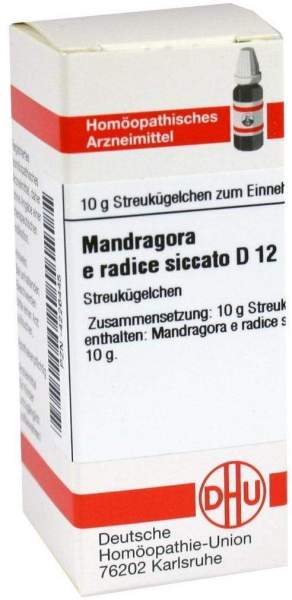 Homöopathisches
Arzneimittel
10 g Streukügelchen zum Einneh
Mandragora
e radice siccato D 12
Streukügelchen
Zusammensetzung: 10 g Streuk
enthalten: Mandragora e radice s
10 g.
DHU
Deutsche
Homöopathie-Union
76202 Karlsruhe